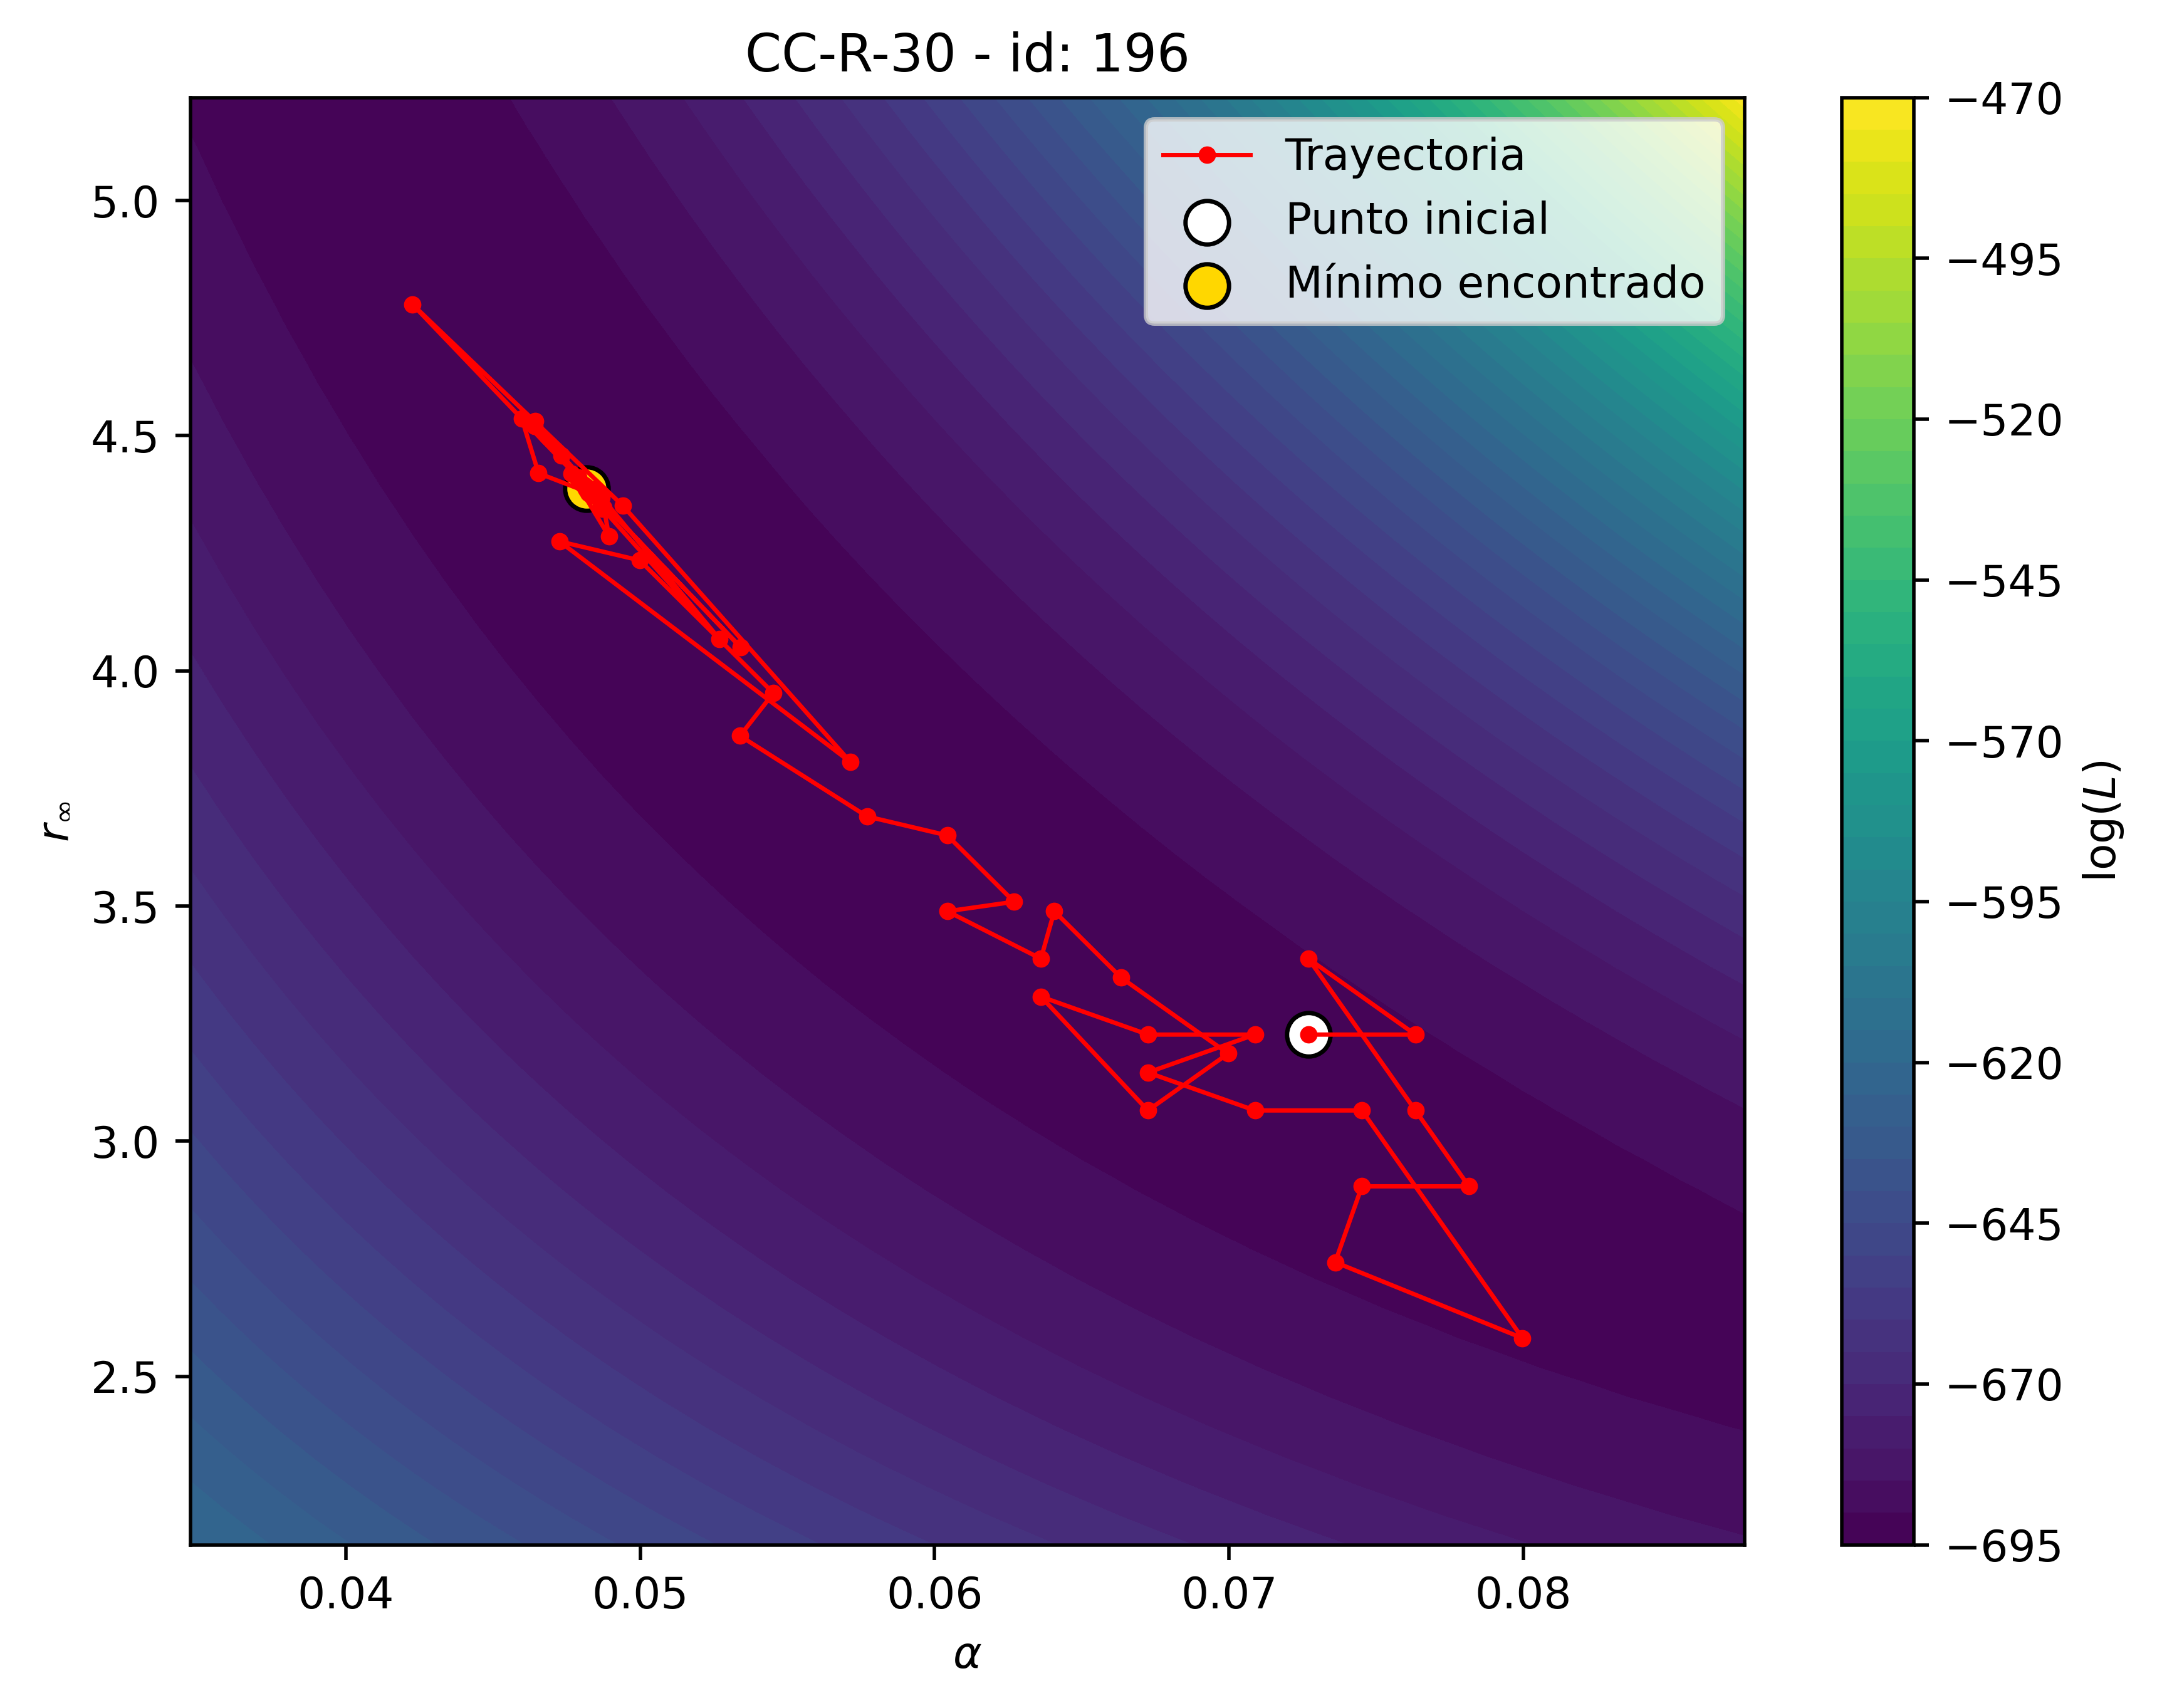 CC-R-30 - id: 196
Trayectoria
Punto inicial
Mínimo encontrado
5.0
4.5
4.0
3.5
3.0
2.5
r∞
0.04 0.05 0.06 0.07 0.08
α
−470
−495
−520
−545
−570
−595
−620
−645
−670
−695
log(L)